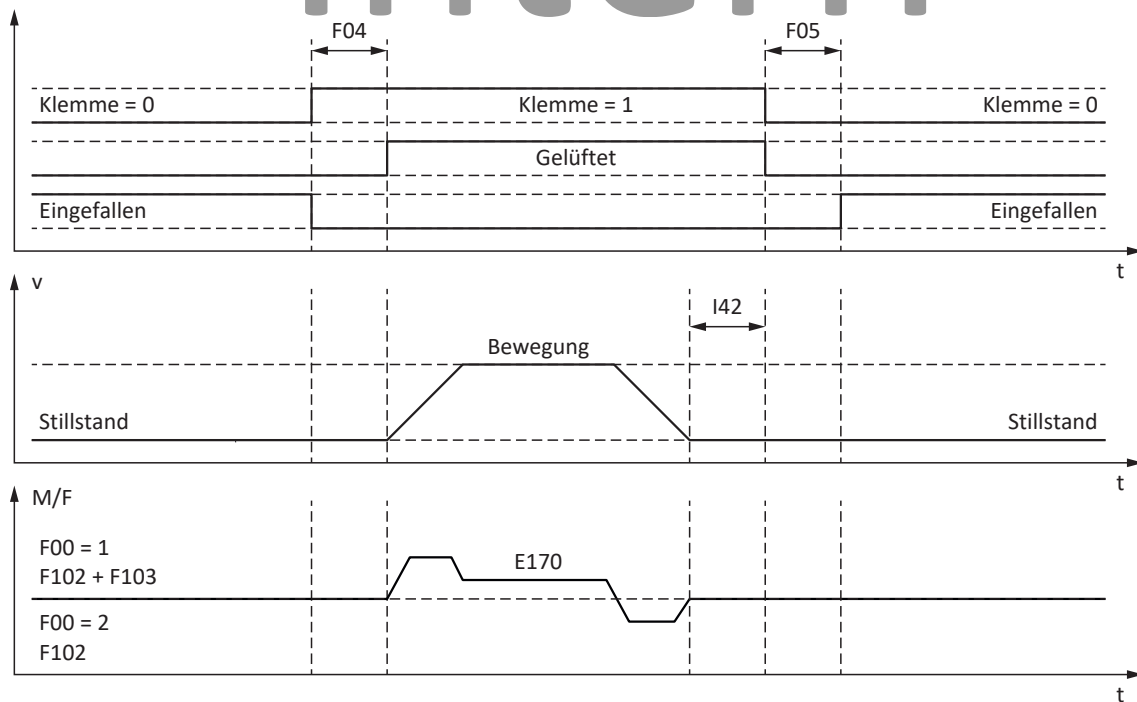 F04 F05
Klemme = 0 Klemme = 1 Klemme = 0
Gelüftet
Eingefallen Eingefallen
t
v
I42
Bewegung
Stillstand Stillstand
t
M/F
F00 = 1
E170
F102 + F103
F00 = 2
F102
t